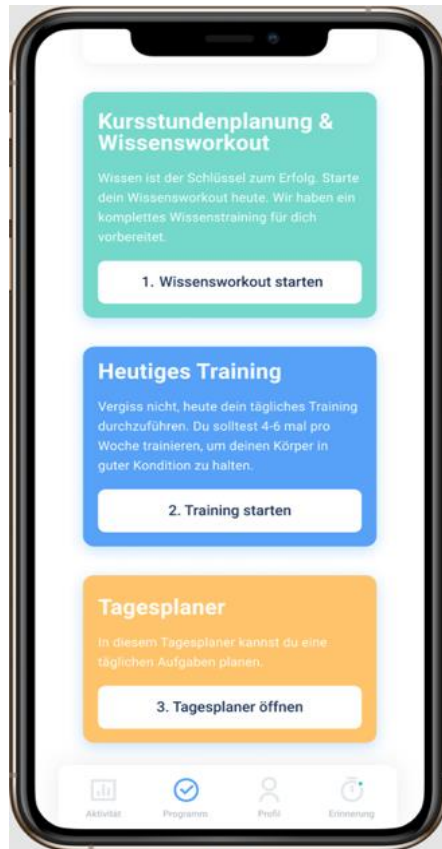 Kursstundenplanung &
Wissensworkout
Wissen ist der Schlüssel zum Erfolg. Starte
dein Wissensworkout heute. Wir haben ein
komplettes Wissenstraining für dich
vorbereitet.
1. Wissensworkout starten
Heutiges Training
Vergiss nicht, heute dein tägliches Training
durchzuführen. Du solltest 4-6 mal pro
Woche trainieren, um deinen Körper in
guter Kondition zu halten.
2. Training starten
Tagesplaner
In diesem Tagesplaner kannst du eine
täglichen Aufgaben planen.
3. Tagesplaner öffnen
Aktivität Programm Profil Erinnerung